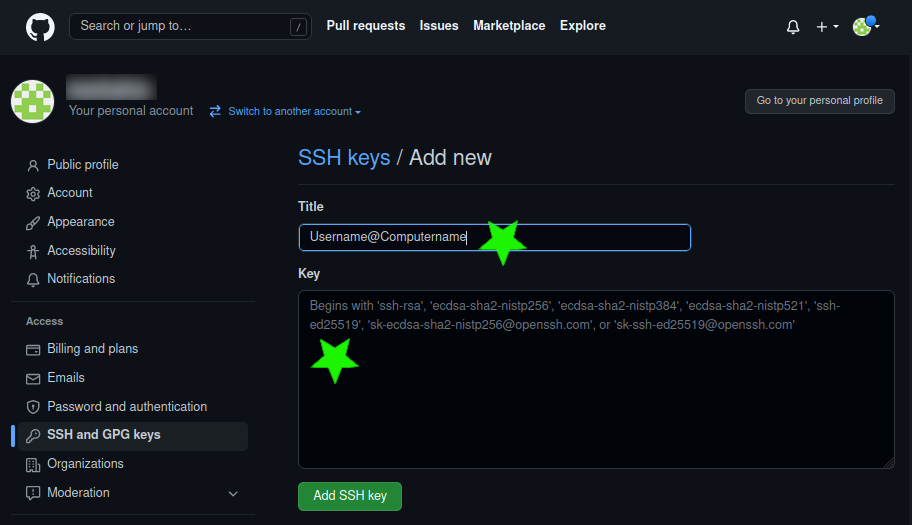 Search or jump to…
/
Pull requests
Issues
Marketplace
Explore
Your personal account
Switch to another account
Go to your personal profile
Public profile
Account
Appearance
Accessibility
Notifications
Access
Billing and plans
Emails
Password and authentication
SSH and GPG keys
Organizations
Moderation
SSH keys / Add new
Title
Username@Computername
Key
Begins with 'ssh-rsa', 'ecdsa-sha2-nistp256', 'ecdsa-sha2-nistp384', 'ecdsa-sha2-nistp521', 'ssh-
ed25519', 'sk-ecdsa-sha2-nistp256@openssh.com', or 'sk-ssh-ed25519@openssh.com'
Add SSH key